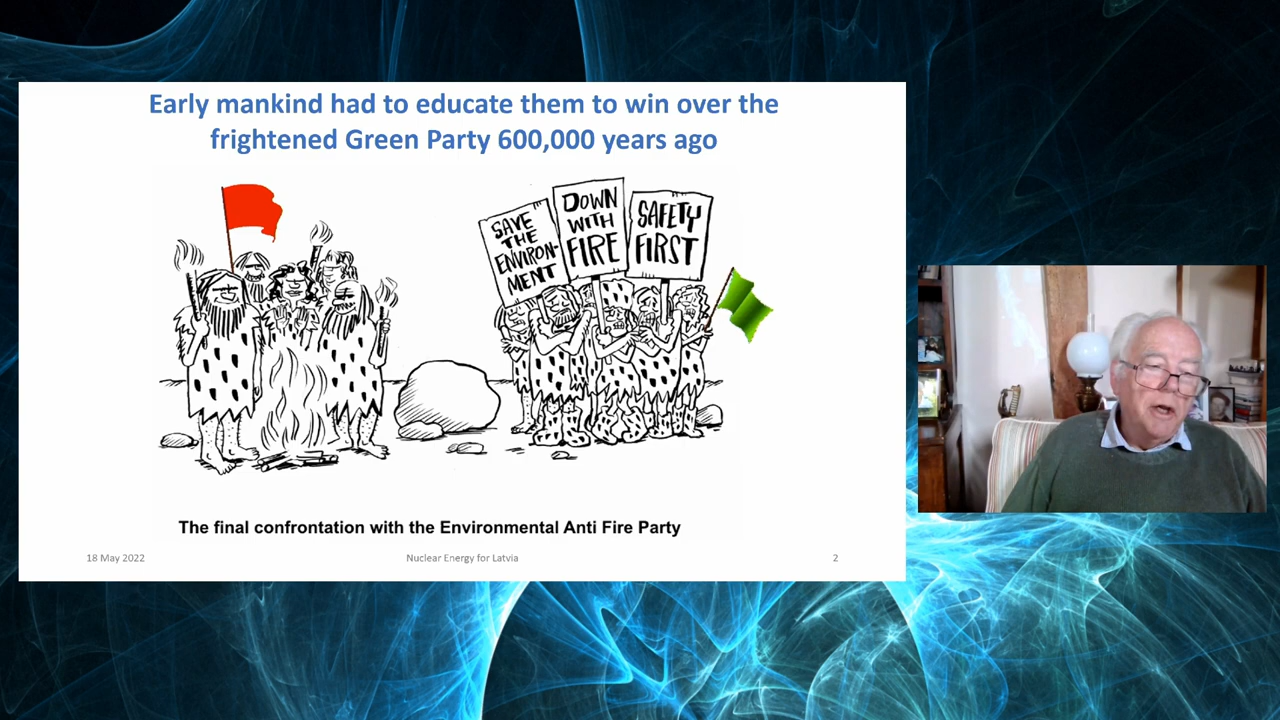 Early mankind had to educate them to win over the
frightened Green Party 600,000 years ago
SAVE
THE
ENVIRON-
MENT
DOWN
WITH
FIRE
SAFETY
FIRST
The final confrontation with the Environmental Anti Fire Party
18 May 2022
Nuclear Energy for Latvia
2